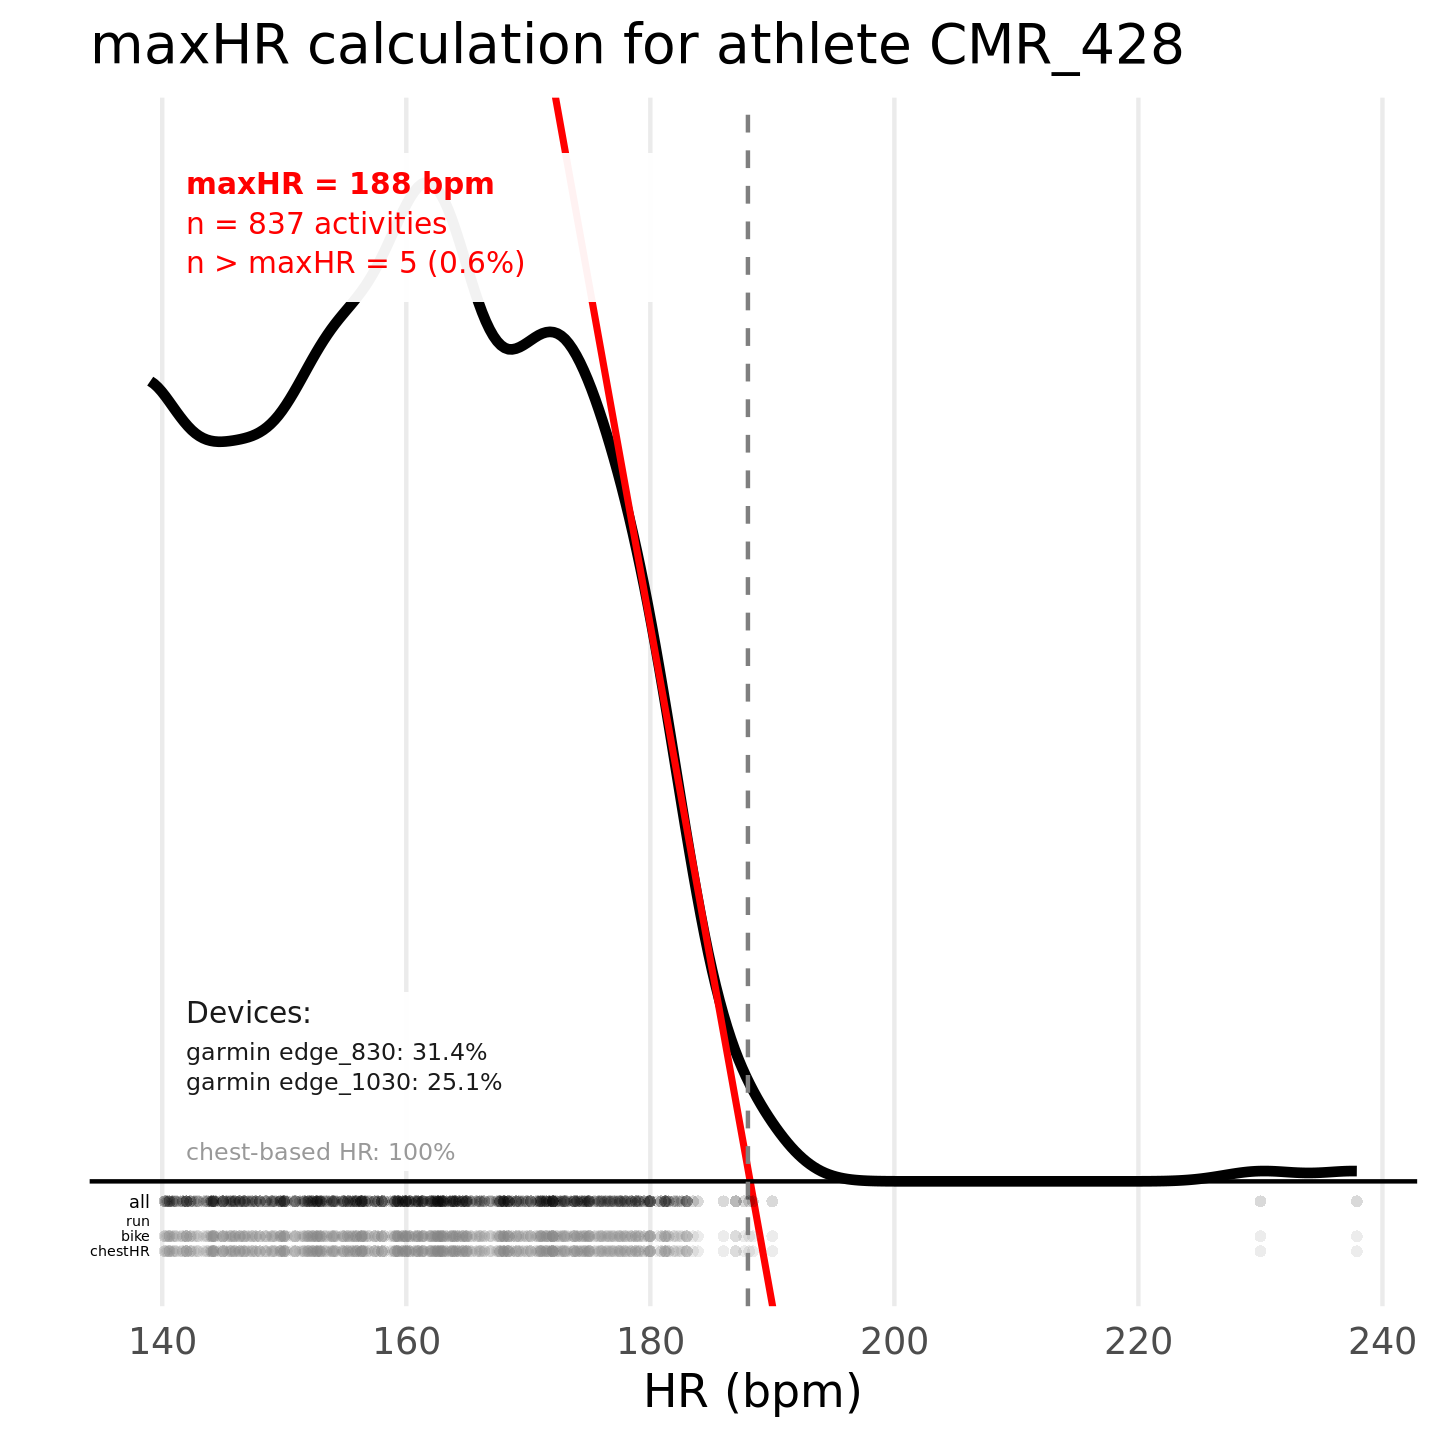 maxHR calculation for athlete CMR_428
maxHR = 188 bpm
n = 837 activities
n > maxHR = 5 (0.6%)
Devices:
garmin edge_830: 31.4%
garmin edge_1030: 25.1%
chest-based HR: 100%
all
run
bike
chestHR
140 160 180 200 220 240
HR (bpm)